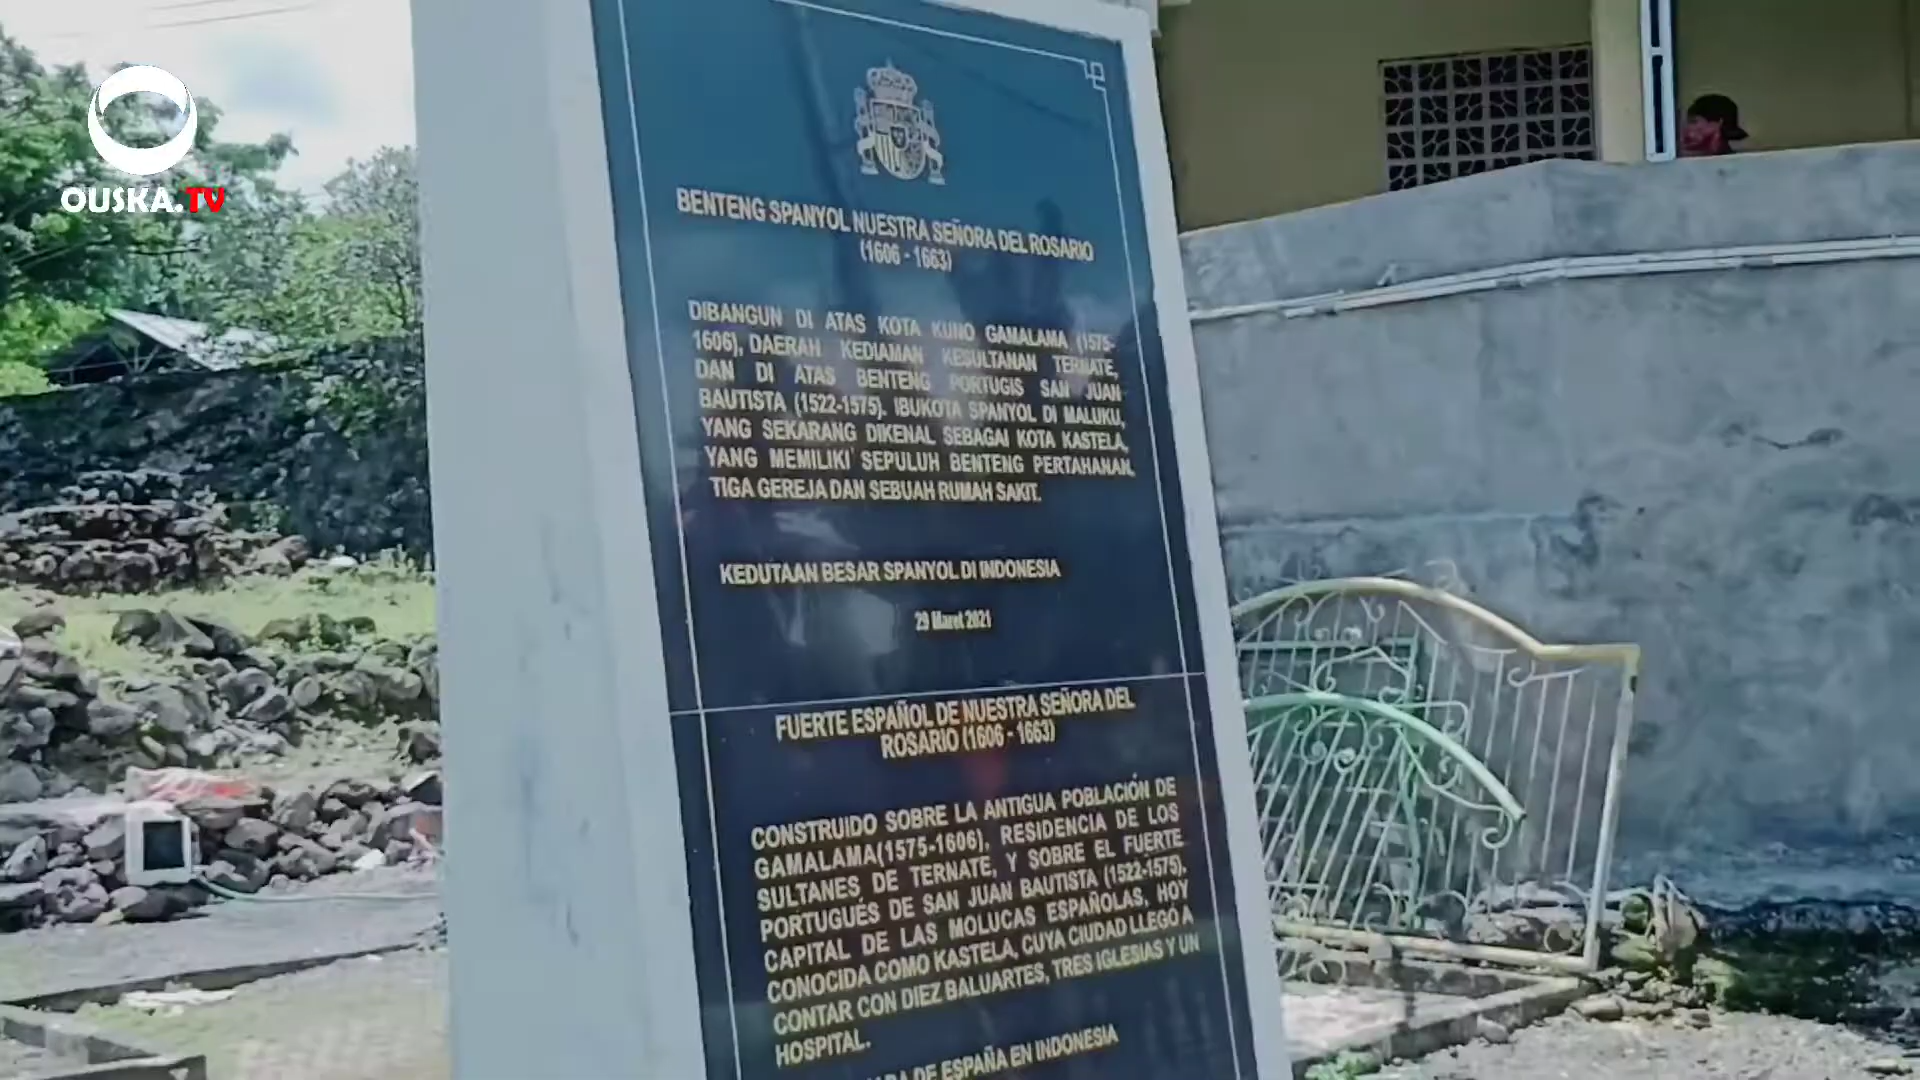 OUSKA.TV
BENTENG SPANYOL NUESTRA SEÑORA DEL ROSARIO
(1606 - 1663)
DIBANGUN DI ATAS KOTA KUNO GAMALAMA (1575-
1606), DAERAH KEDIAMAN KESULTANAN TERNATE,
DAN DI ATAS BENTENG PORTUGIS SAN JUAN
BAUTISTA (1522-1575). IBUKOTA SPANYOL DI MALUKU,
YANG SEKARANG DIKENAL SEBAGAI KOTA KASTELA,
YANG MEMILIKI SEPULUH BENTENG PERTAHANAN,
TIGA GEREJA DAN SEBUAH RUMAH SAKIT.
KEDUTAAN BESAR SPANYOL DI INDONESIA
29 Maret 2021
FUERTE ESPAÑOL DE NUESTRA SEÑORA DEL
ROSARIO (1606 - 1663)
CONSTRUIDO SOBRE LA ANTIGUA POBLACIÓN DE
GAMALAMA(1575-1606), RESIDENCIA DE LOS
SULTANES DE TERNATE, Y SOBRE EL FUERTE
PORTUGUÉS DE SAN JUAN BAUTISTA (1522-1575).
CAPITAL DE LAS MOLUCAS ESPAÑOLAS, HOY
CONOCIDA COMO KASTELA, CUYA CIUDAD LLEGÓ A
CONTAR CON DIEZ BALUARTES, TRES IGLESIAS Y UN
HOSPITAL.
DE ESPAÑA EN INDONESIA